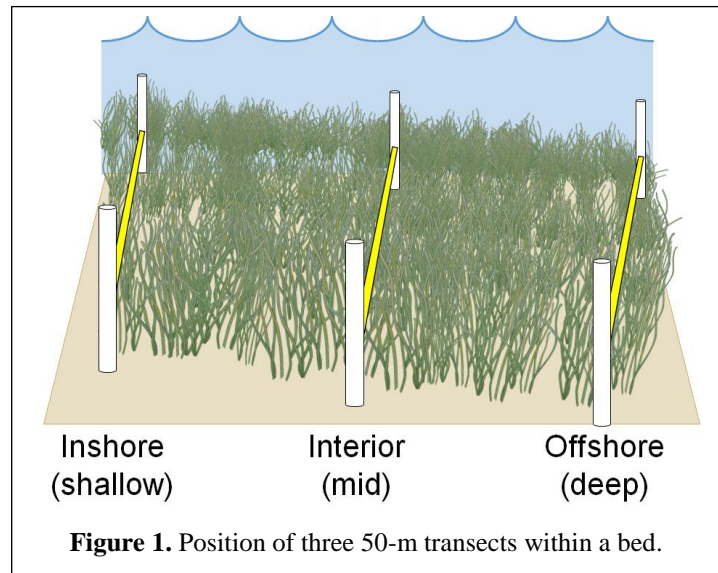 Inshore Interior Offshore
(shallow) (mid) (deep)
Figure 1. Position of three 50-m transects within a bed.